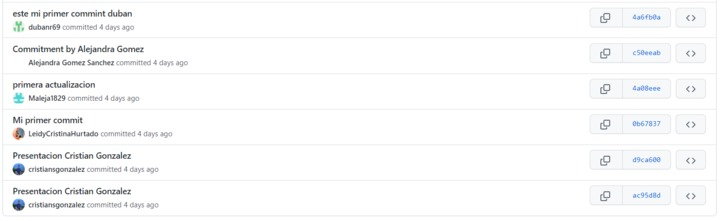 este mi primer commint duban
4a6fb0a
dubanr69 committed 4 days ago
Commitment by Alejandra Gomez
c50eeab
Alejandra Gomez Sanchez committed 4 days ago
primera actualizacion
4a08eee
Maleja1829 committed 4 days ago
Mi primer commit
0b67837
LeidyCristinaHurtado committed 4 days ago
Presentacion Cristian Gonzalez
d9ca600
cristiansgonzalez committed 4 days ago
Presentacion Cristian Gonzalez
ac95d8d
cristiansgonzalez committed 4 days ago